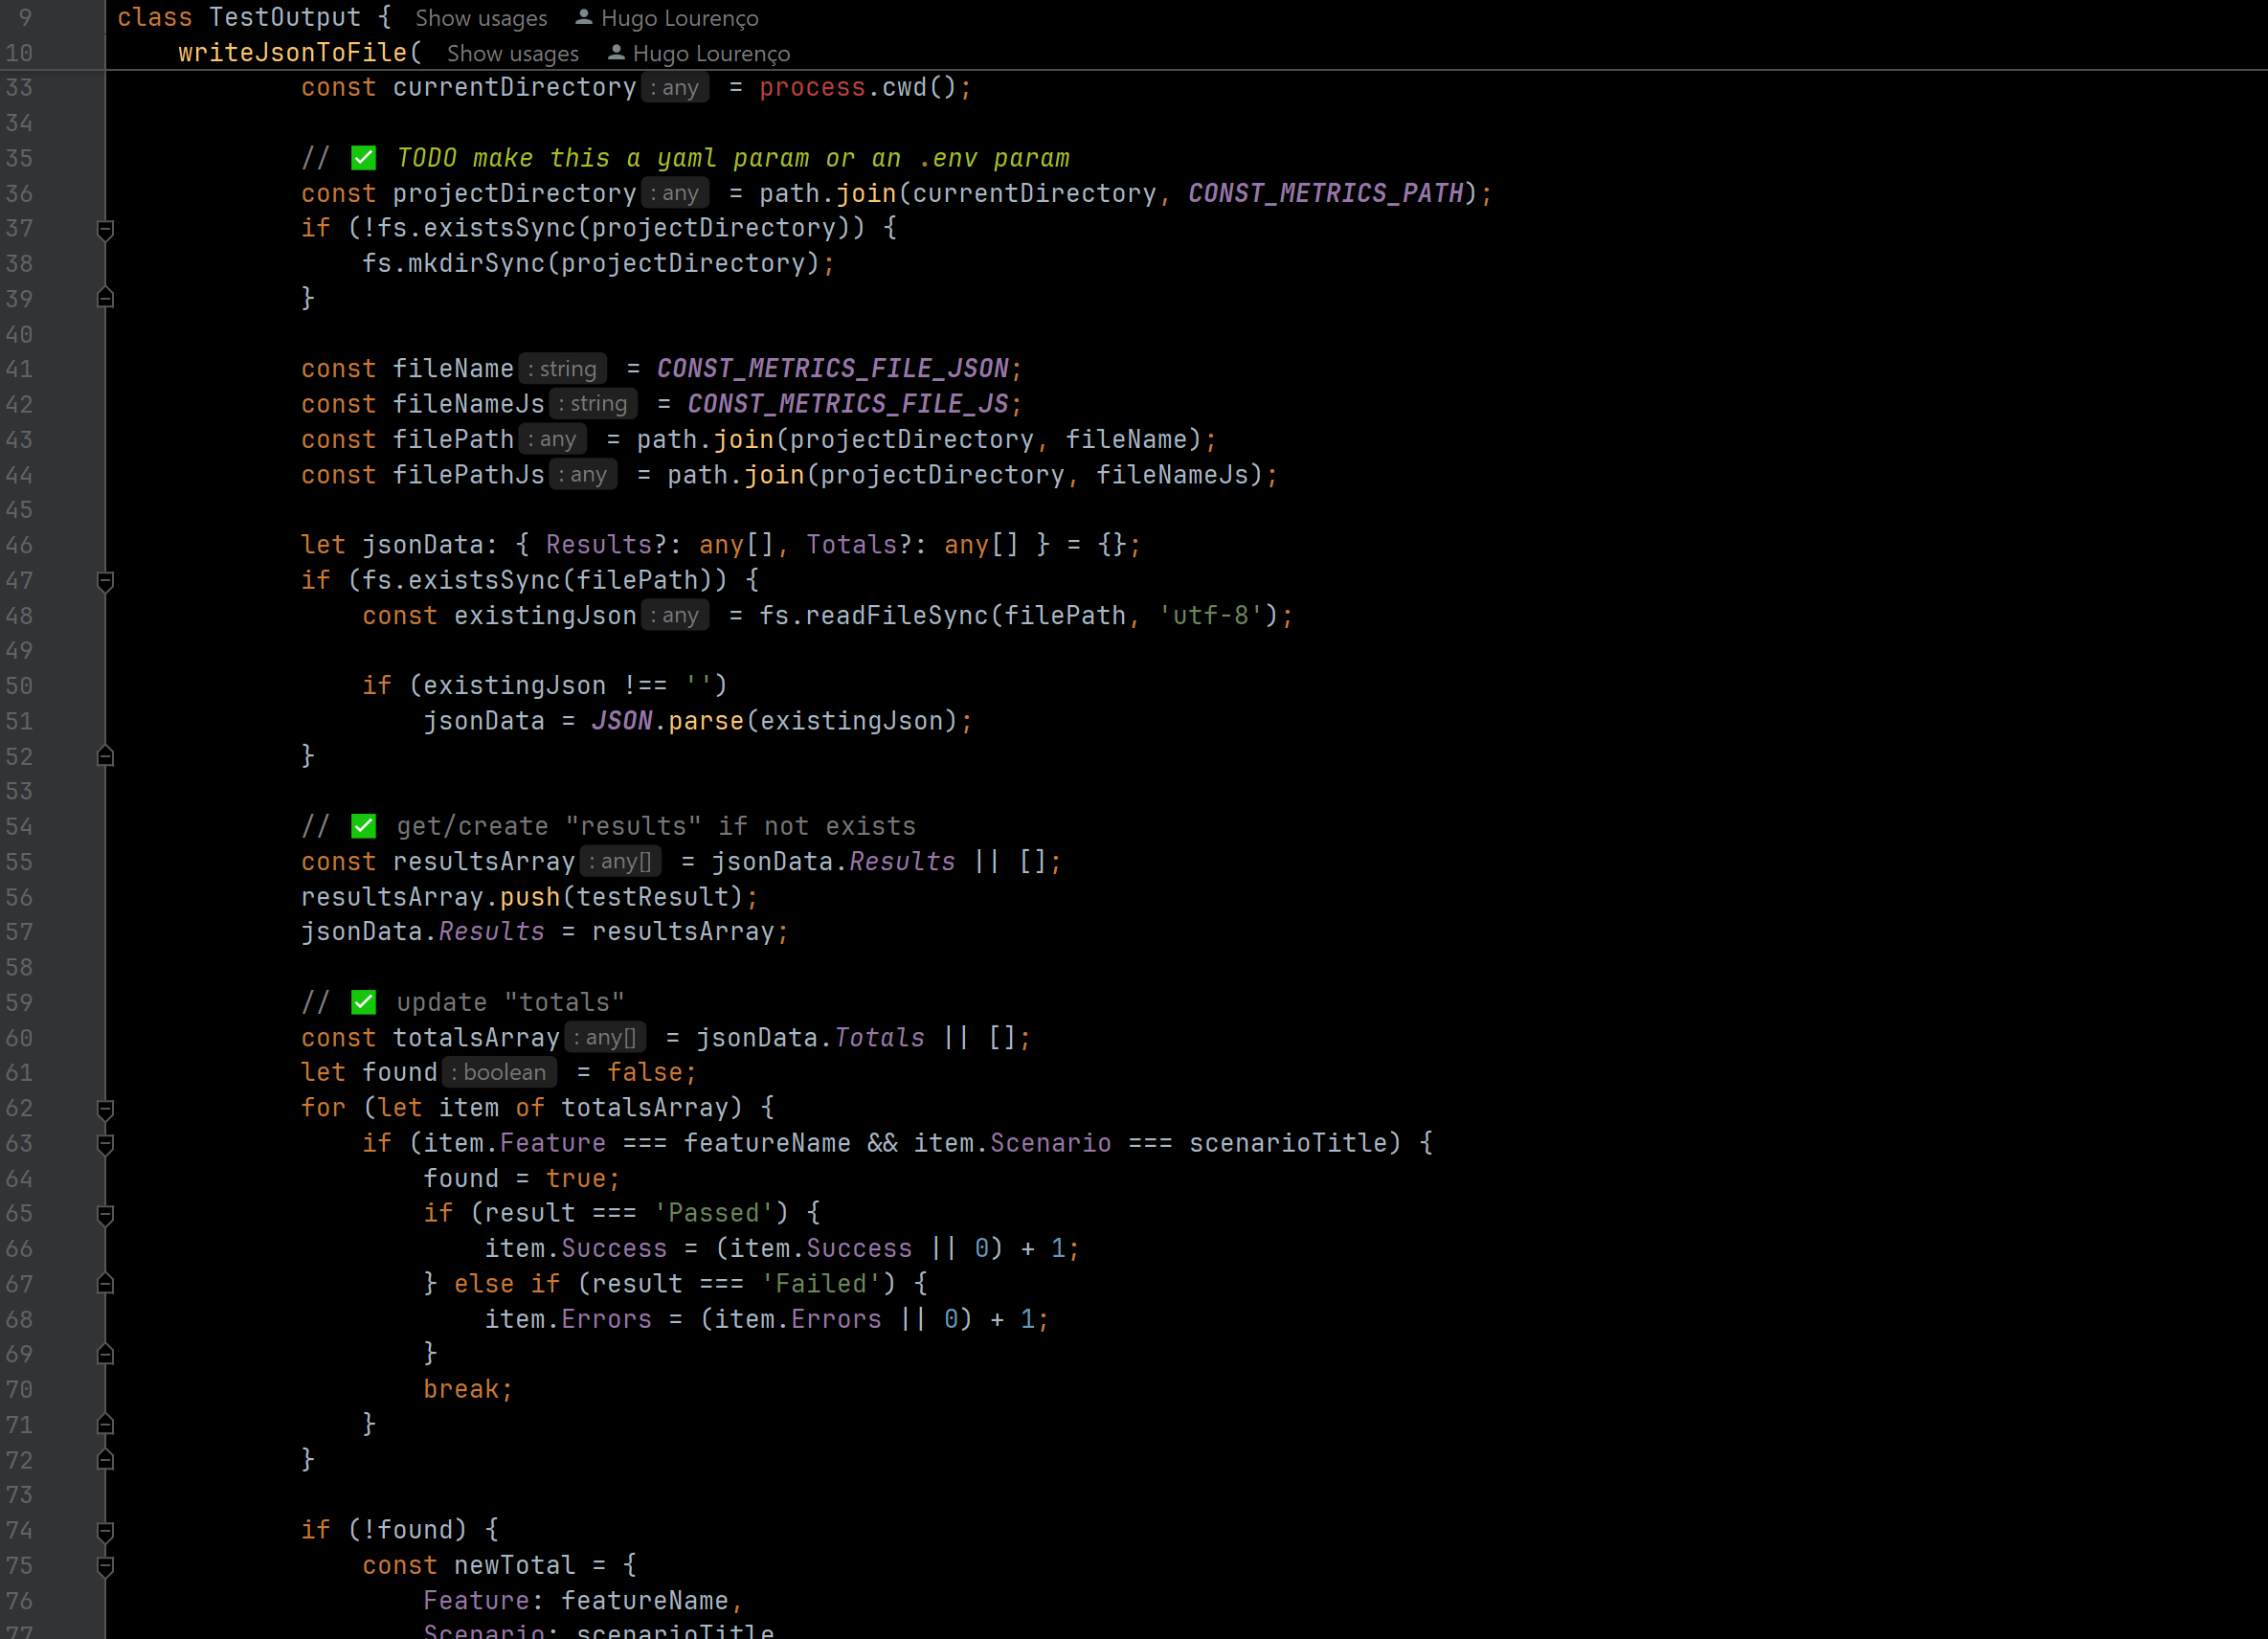 9 class TestOutput { Show usages Hugo Lourenço
10 writeJsonToFile( Show usages Hugo Lourenço
33 const currentDirectory : any = process.cwd();
34
35 // ✅ TODO make this a yaml param or an .env param
36 const projectDirectory : any = path.join(currentDirectory, CONST_METRICS_PATH);
37 if (!fs.existsSync(projectDirectory)) {
38 fs.mkdirSync(projectDirectory);
39 }
40
41 const fileName : string = CONST_METRICS_FILE_JSON;
42 const fileNameJs : string = CONST_METRICS_FILE_JS;
43 const filePath : any = path.join(projectDirectory, fileName);
44 const filePathJs : any = path.join(projectDirectory, fileNameJs);
45
46 let jsonData: { Results?: any[], Totals?: any[] } = {};
47 if (fs.existsSync(filePath)) {
48 const existingJson : any = fs.readFileSync(filePath, 'utf-8');
49
50 if (existingJson !== '')
51 jsonData = JSON.parse(existingJson);
52 }
53
54 // ✅ get/create "results" if not exists
55 const resultsArray : any[] = jsonData.Results || [];
56 resultsArray.push(testResult);
57 jsonData.Results = resultsArray;
58
59 // ✅ update "totals"
60 const totalsArray : any[] = jsonData.Totals || [];
61 let found : boolean = false;
62 for (let item of totalsArray) {
63 if (item.Feature === featureName && item.Scenario === scenarioTitle) {
64 found = true;
65 if (result === 'Passed') {
66 item.Success = (item.Success || 0) + 1;
67 } else if (result === 'Failed') {
68 item.Errors = (item.Errors || 0) + 1;
69 }
70 break;
71 }
72 }
73
74 if (!found) {
75 const newTotal = {
76 Feature: featureName,
77 Scenario: scenarioTitle